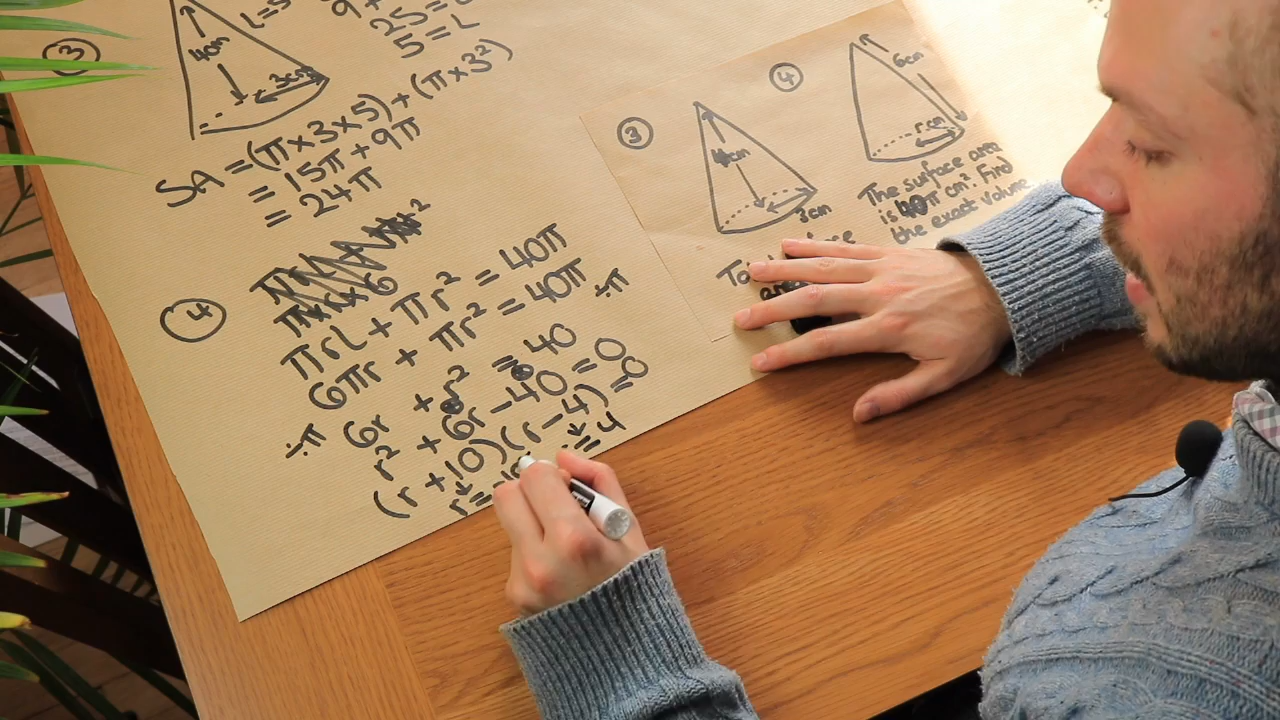 ③
4cm
3cm
L=5
9+
25=
5=L
SA =(π×3×5)+(π×3²)
= 15π + 9π
= 24π
④
πrL + πr² = 40π
6πr + πr² = 40π
÷π
÷π
6r + r² = 40
r² + 6r - 40 = 0
(r + 10)(r - 4) = 0
r=
=4
③
4cm
3cm
④
6cm
r cm
The surface area
is 40π cm². Find
the exact volume